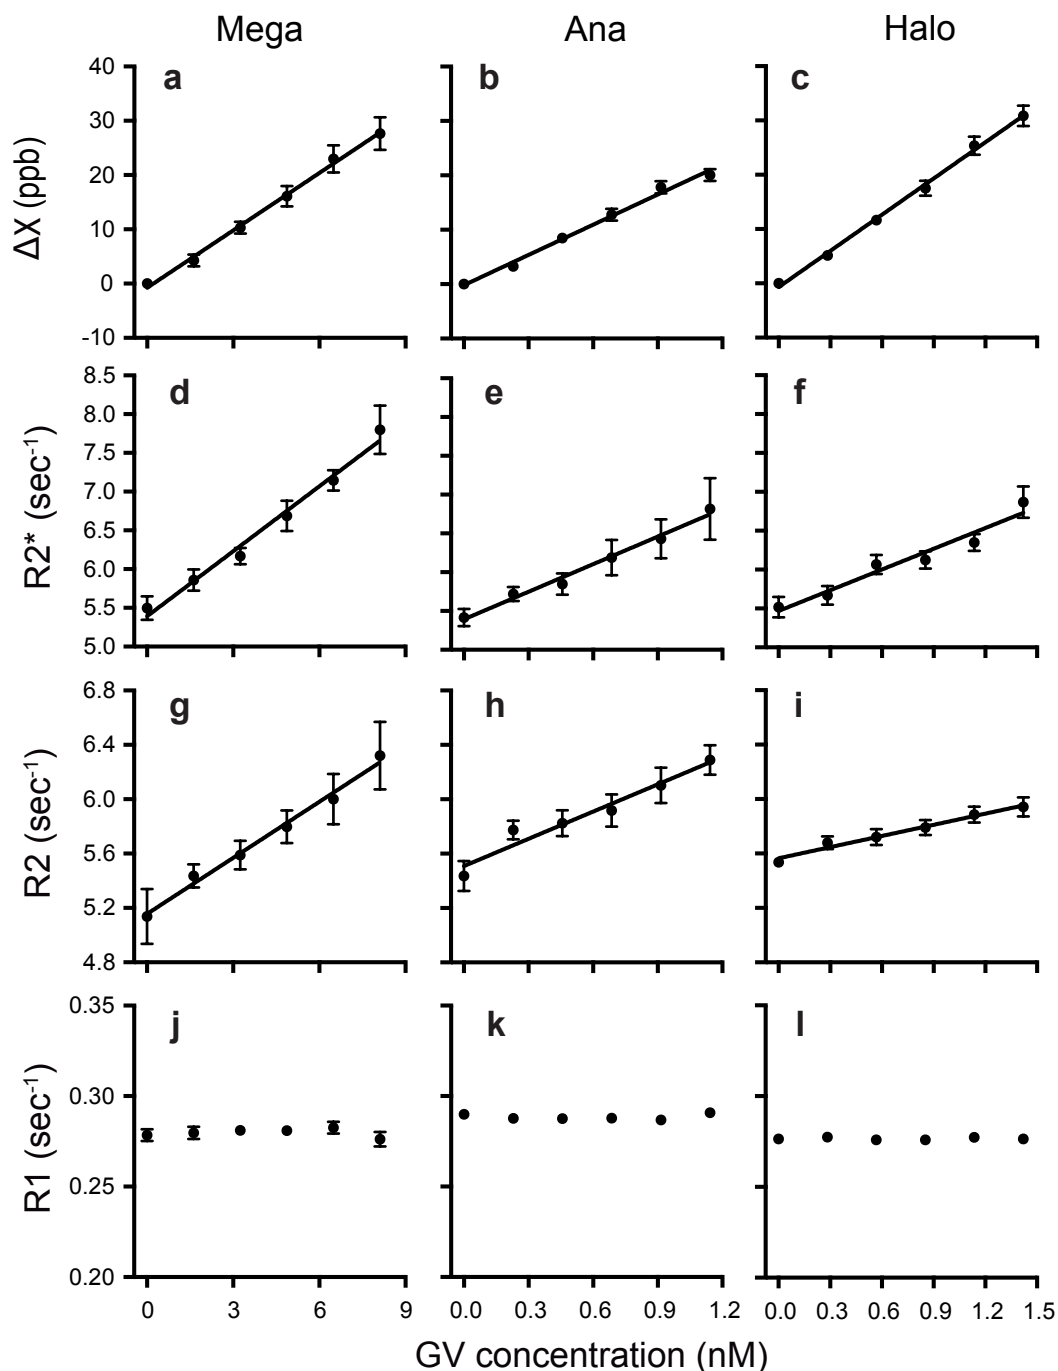 Mega Ana Halo
a b c
40
30
20
10
0
-10
ΔX (ppb)
d e f
8.5
8.0
7.5
7.0
6.5
6.0
5.5
5.0
R2* (sec⁻¹)
g h i
6.8
6.4
6.0
5.6
5.2
4.8
R2 (sec⁻¹)
j k l
0.35
0.30
0.25
0.20
R1 (sec⁻¹)
0 3 6 9 0.0 0.3 0.6 0.9 1.2 0.0 0.3 0.6 0.9 1.2 1.5
GV concentration (nM)